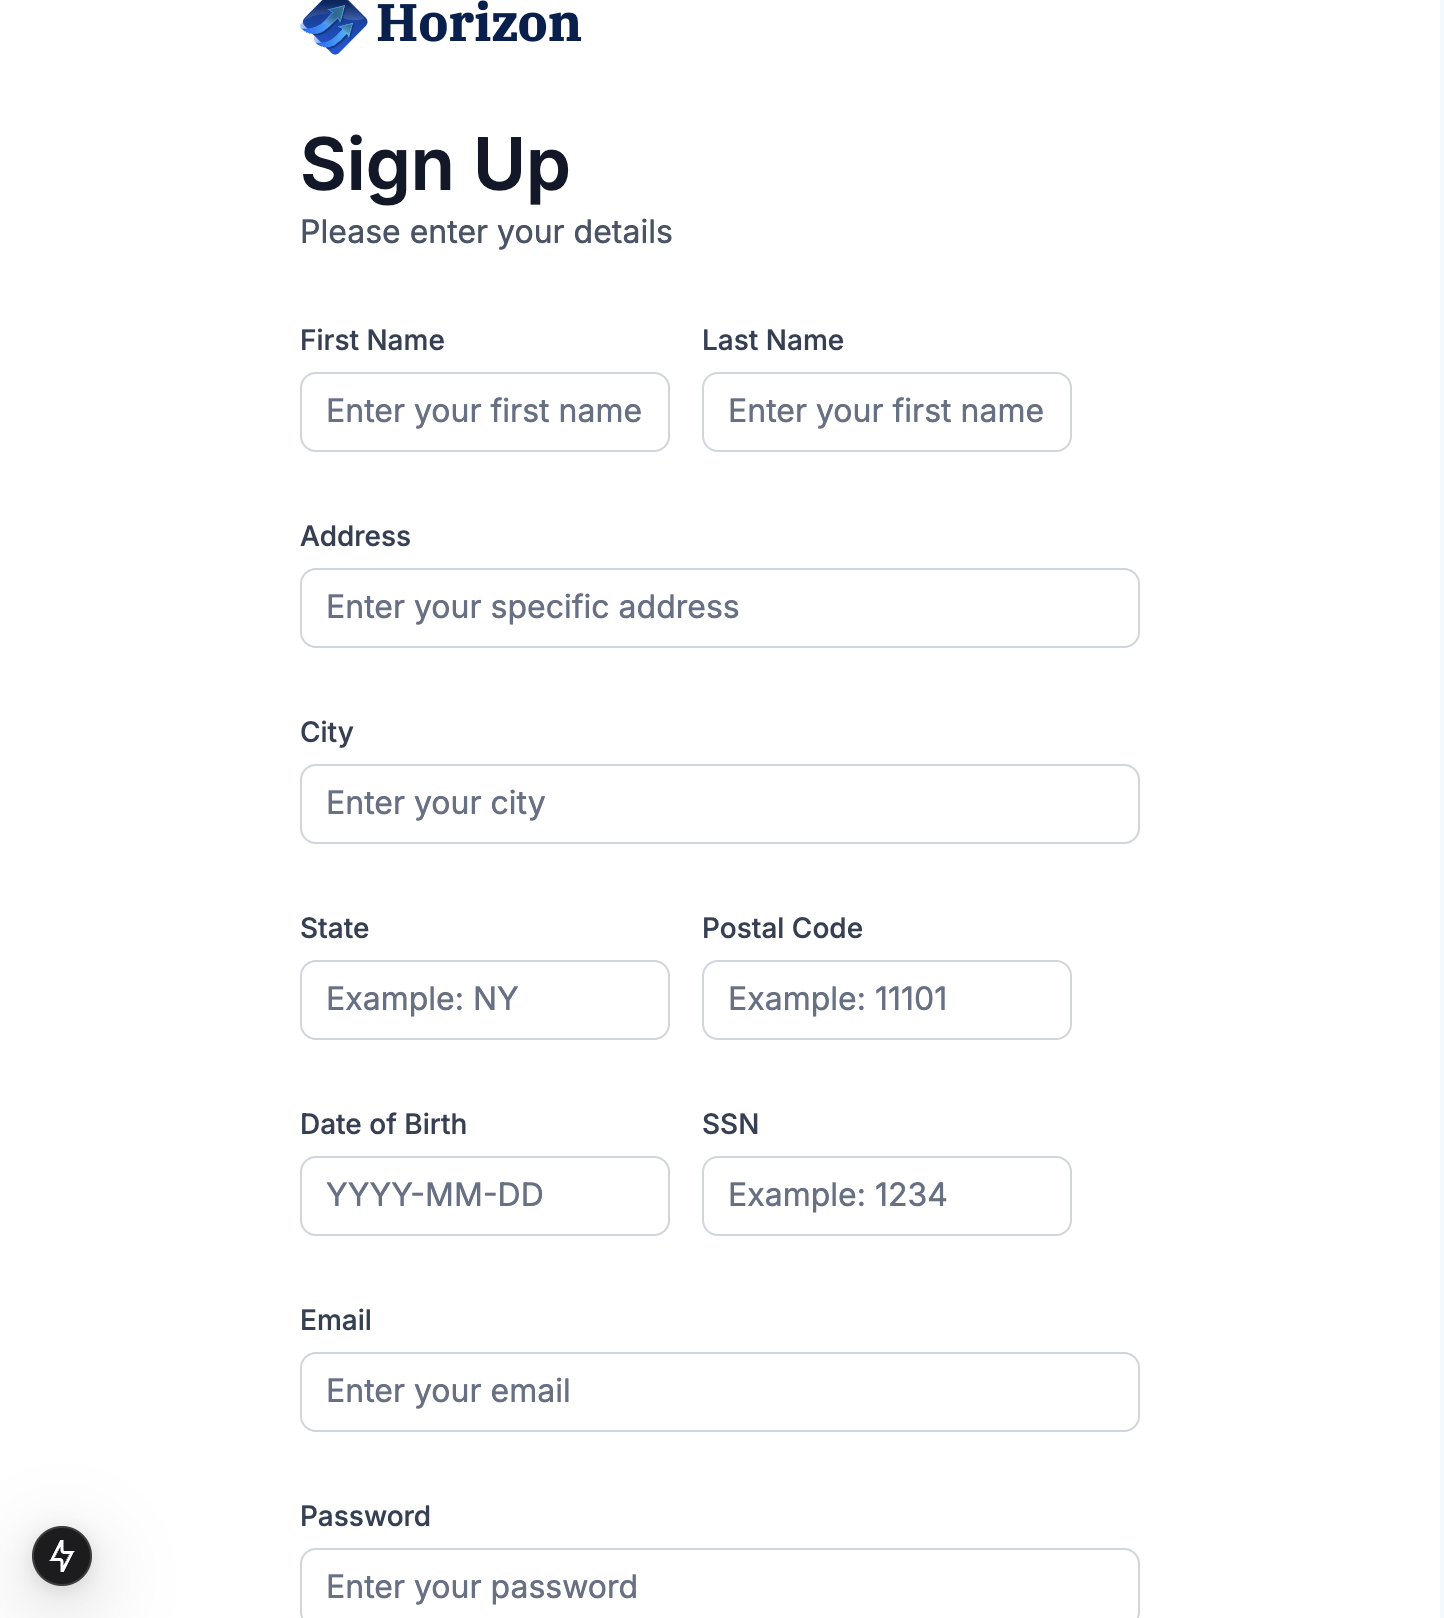 Horizon
Sign Up
Please enter your details
First Name Last Name
Enter your first name Enter your first name
Address
Enter your specific address
City
Enter your city
State Postal Code
Example: NY Example: 11101
Date of Birth SSN
YYYY-MM-DD Example: 1234
Email
Enter your email
Password
Enter your password